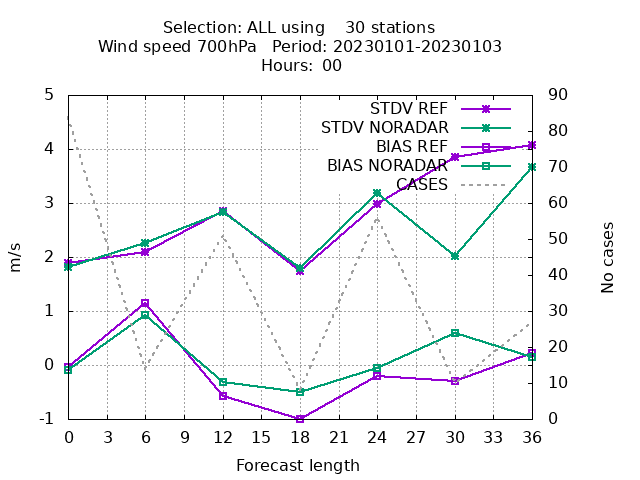 Selection: ALL using    30 stations
Wind speed 700hPa   Period: 20230101-20230103
Hours: 00
5
4
3
2
1
0
-1
m/s
STDV REF
STDV NORADAR
BIAS REF
BIAS NORADAR
CASES
90
80
70
60
50
40
30
20
10
0
No cases
0 3 6 9 12 15 18 21 24 27 30 33 36
Forecast length